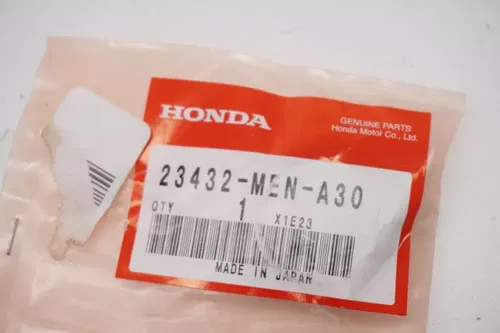 HONDA
GENUINE PARTS
Honda Motor Co., Ltd.
23432-MEN-A30
QTY 1 X1E23
MADE IN JAPAN